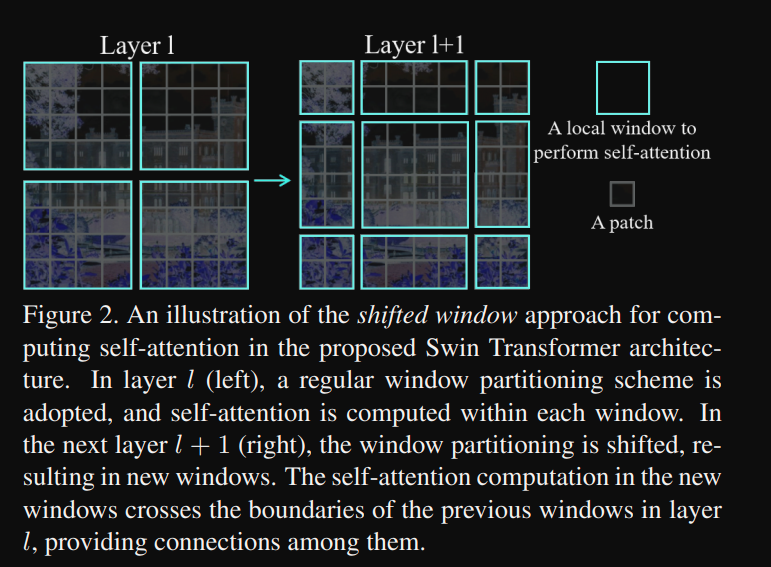 Layer l
Layer l+1
A local window to
perform self-attention
A patch
Figure 2. An illustration of the shifted window approach for com-
puting self-attention in the proposed Swin Transformer architec-
ture. In layer l (left), a regular window partitioning scheme is
adopted, and self-attention is computed within each window. In
the next layer l + 1 (right), the window partitioning is shifted, re-
sulting in new windows. The self-attention computation in the new
windows crosses the boundaries of the previous windows in layer
l, providing connections among them.